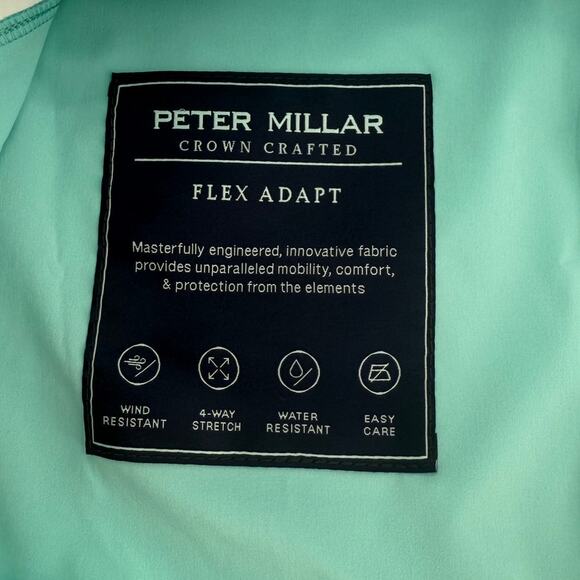 PETER MILLAR
CROWN CRAFTED
FLEX ADAPT
Masterfully engineered, innovative fabric
provides unparalleled mobility, comfort,
& protection from the elements
WIND
RESISTANT
4-WAY
STRETCH
WATER
RESISTANT
EASY
CARE